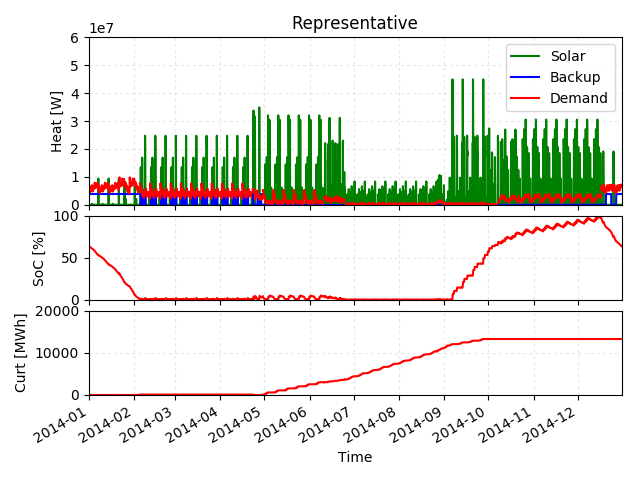 Representative
1e7
6
5
4
3
2
1
0
Heat [W]
Solar
Backup
Demand
100
50
0
SoC [%]
20000
10000
0
Curt [MWh]
2014-01
2014-02
2014-03
2014-04
2014-05
2014-06
2014-07
2014-08
2014-09
2014-10
2014-11
2014-12
Time